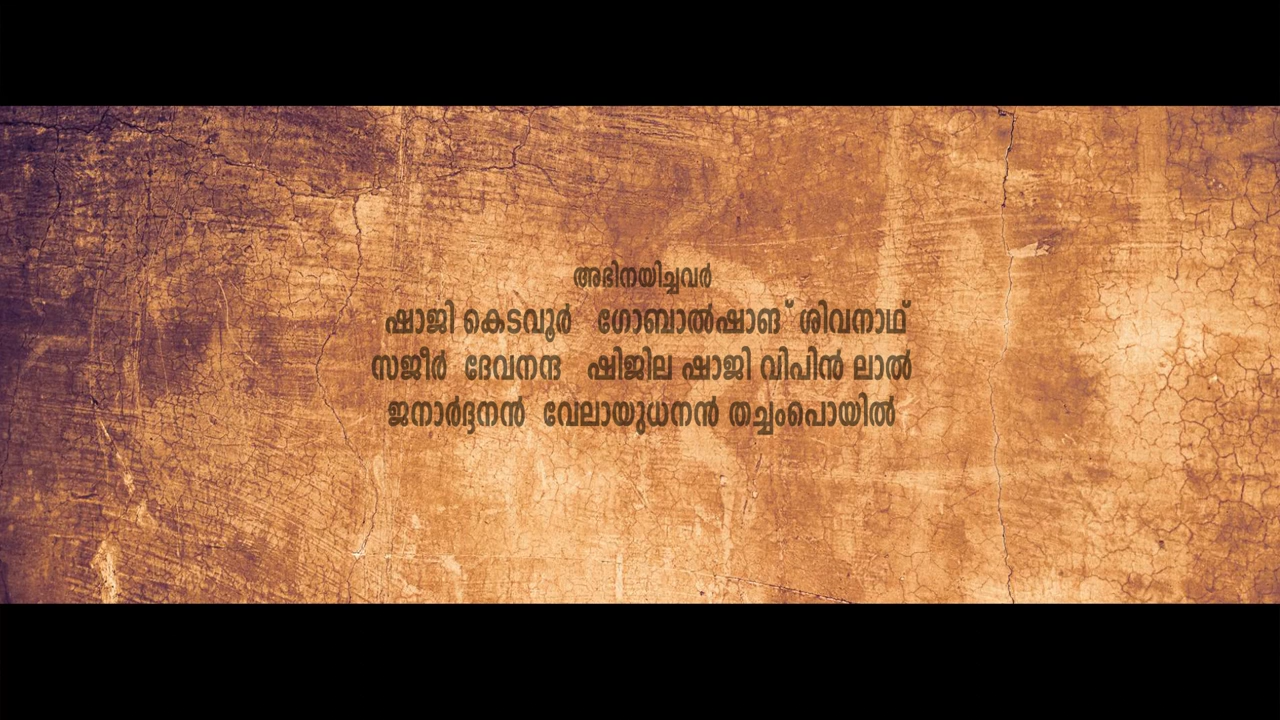 അഭിനയിച്ചവർ
ഷാജി കെടവൂർ ഗോബാൽഷാങ് ശിവനാഥ്
സജീർ ദേവനന്ദ ഷിജില ഷാജി വിപിൻ ലാൽ
ജനാർദ്ദനൻ വേലായുധനൻ തച്ചംപൊയിൽ